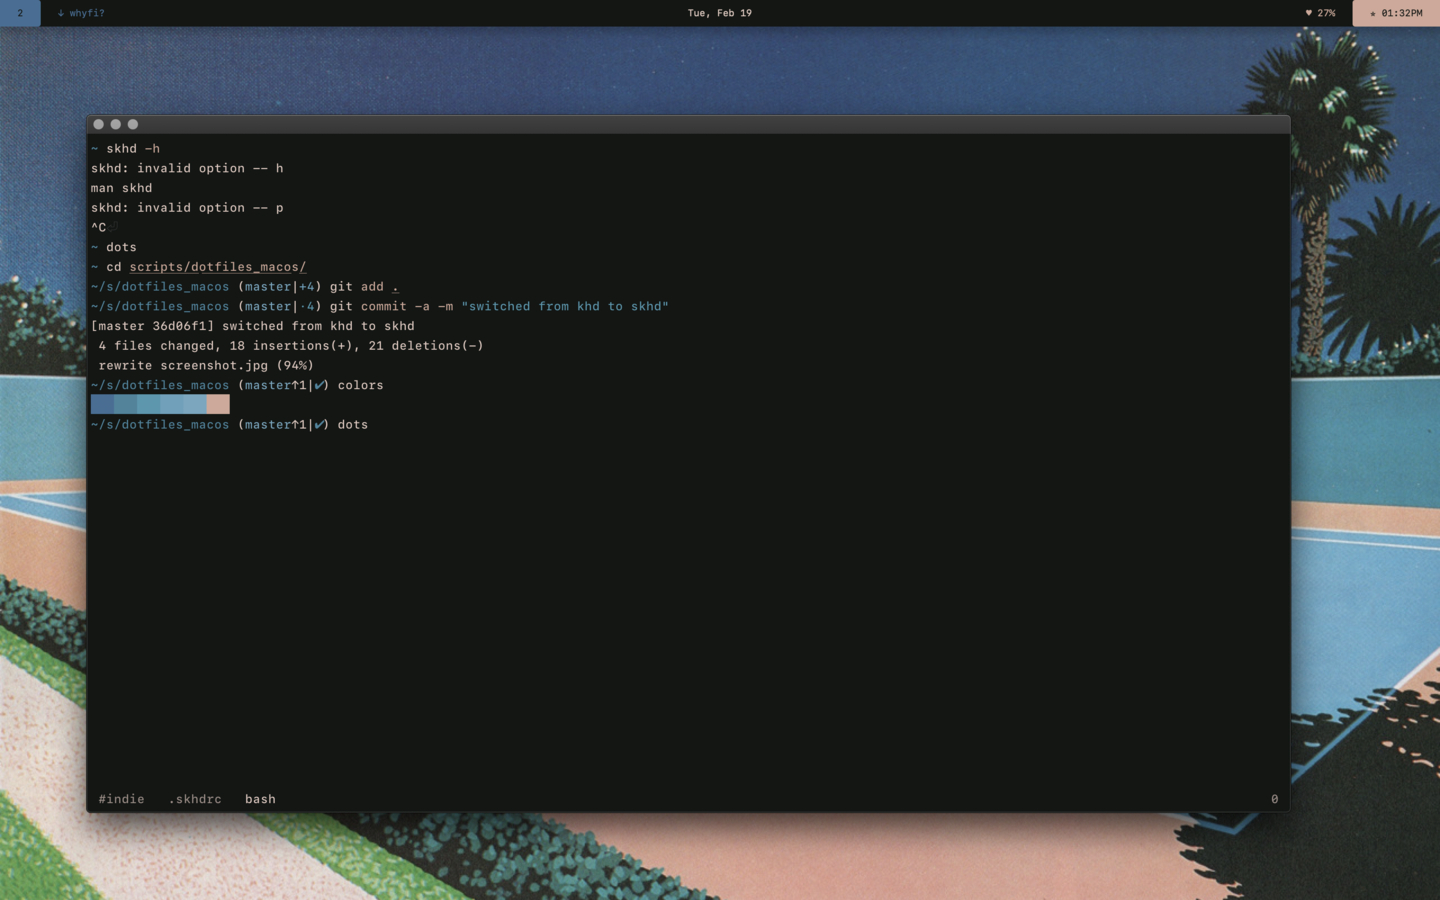 2 ↓ whyfi? Tue, Feb 19 ♥ 27% ★ 01:32PM
~ skhd -h
skhd: invalid option -- h
man skhd
skhd: invalid option -- p
^C⏎
~ dots
~ cd scripts/dotfiles_macos/
~/s/dotfiles_macos (master|+4) git add .
~/s/dotfiles_macos (master|·4) git commit -a -m "switched from khd to skhd"
[master 36d06f1] switched from khd to skhd
4 files changed, 18 insertions(+), 21 deletions(-)
rewrite screenshot.jpg (94%)
~/s/dotfiles_macos (master↑1|✔) colors
~/s/dotfiles_macos (master↑1|✔) dots
#indie .skhdrc bash 0